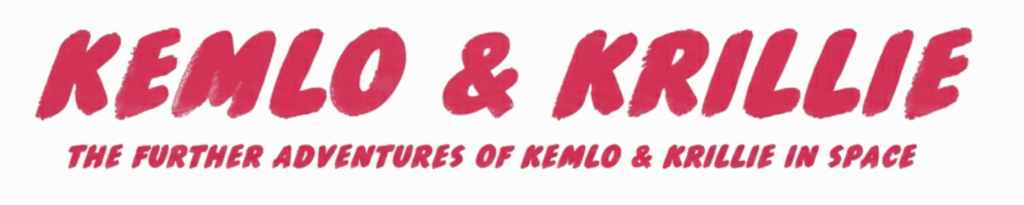 KEMLO & KRILLIE
THE FURTHER ADVENTURES OF KEMLO & KRILLIE IN SPACE